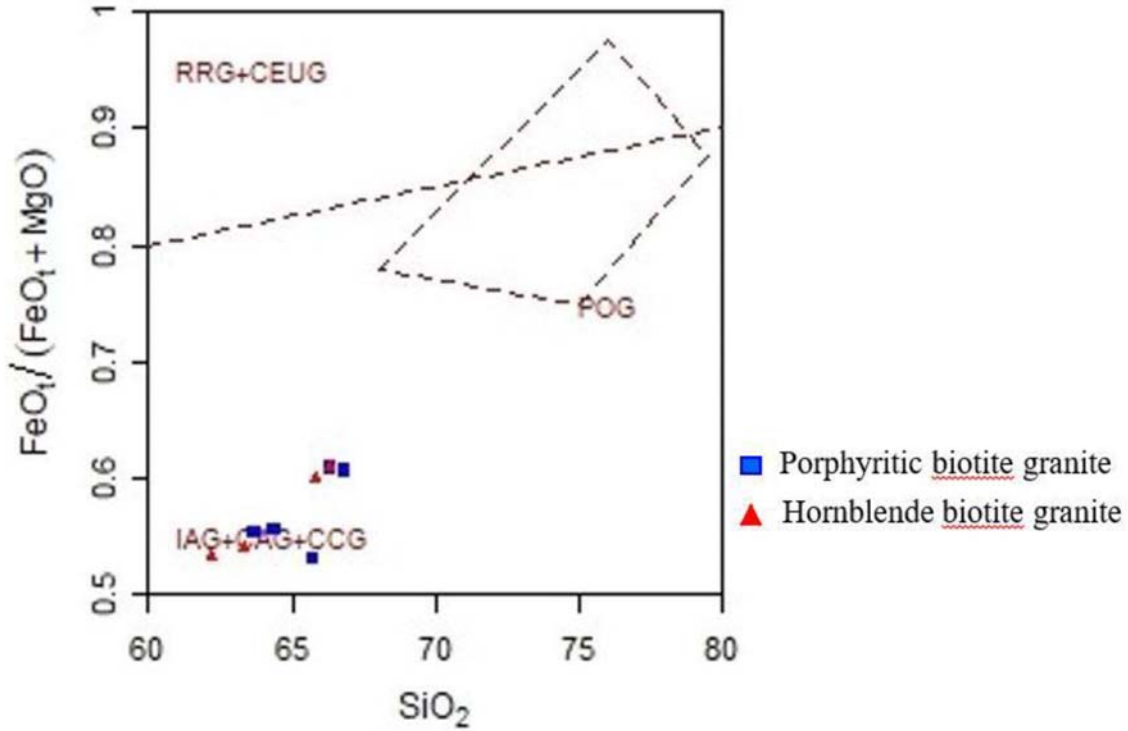 FeOt/(FeOt + MgO)
1
0.9
0.8
0.7
0.6
0.5
RRG+CEUG
POG
IAG+CAG+CCG
60 65 70 75 80
SiO2
Porphyritic biotite granite
Hornblende biotite granite